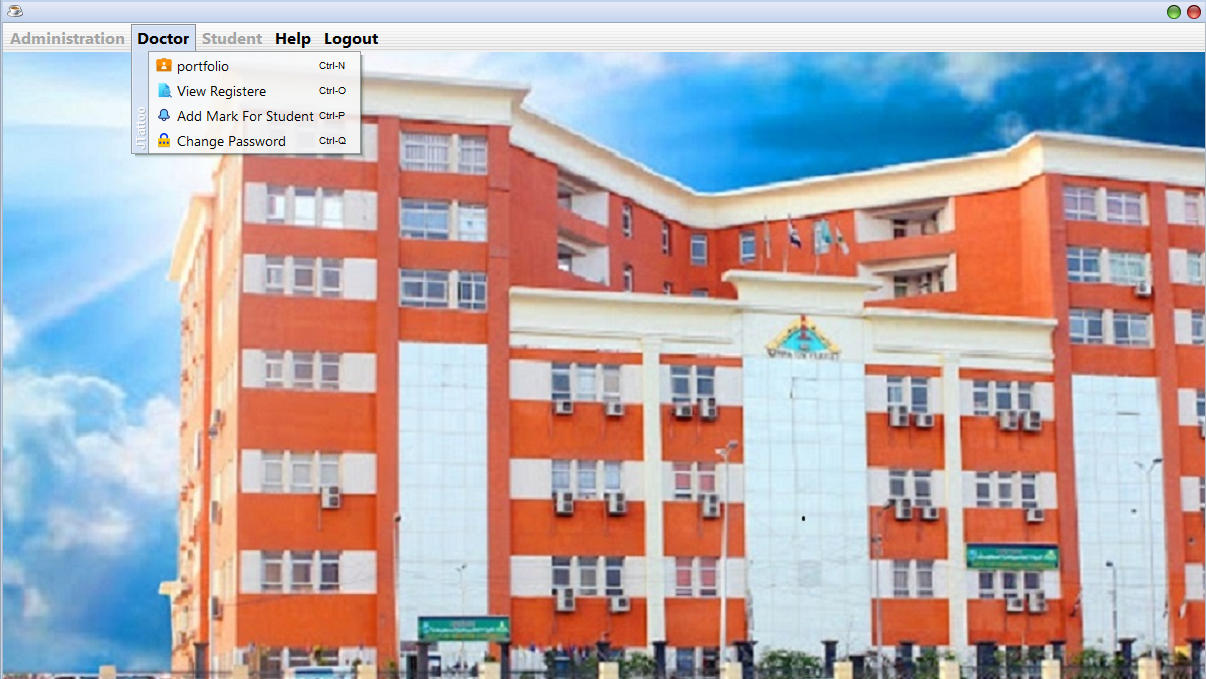 Administration Doctor Student Help Logout
portfolio Ctrl-N
View Registere Ctrl-O
Add Mark For Student Ctrl-P
Change Password Ctrl-Q
JTattoo